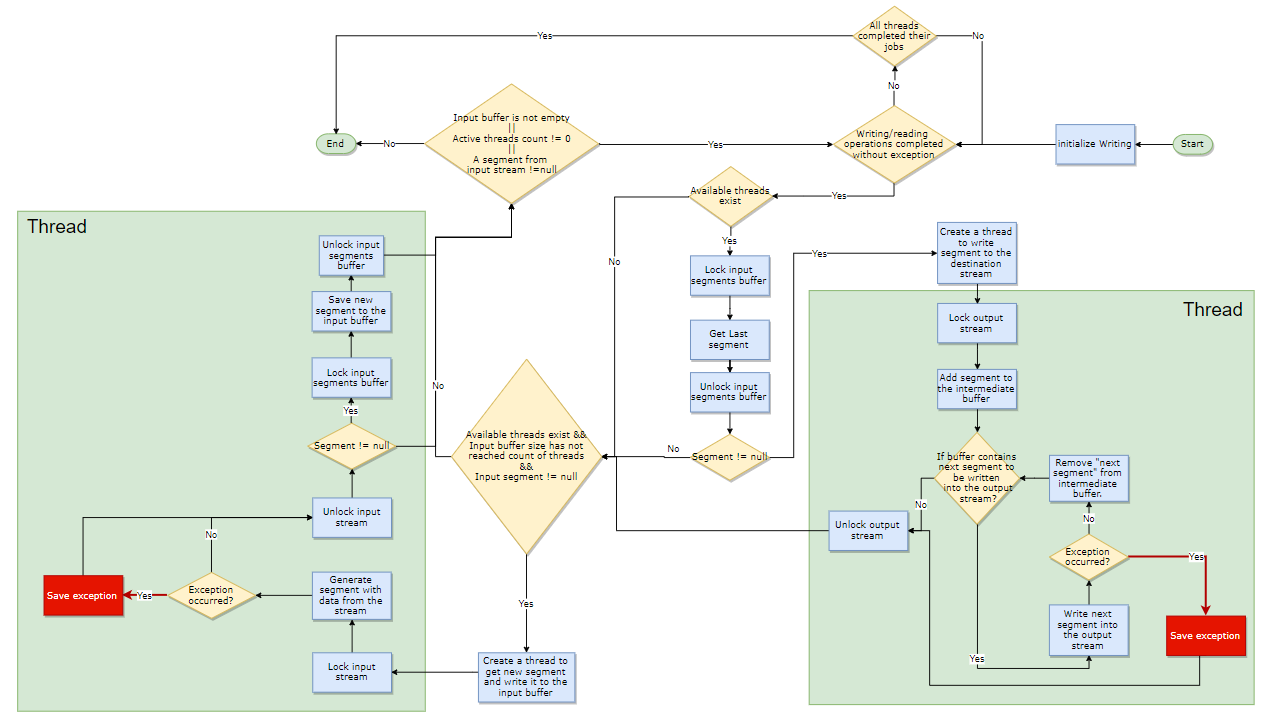 All threads
completed their
jobs
Yes
No
No
Input buffer is not empty
||
Active threads count != 0
||
A segment from
input stream !=null
End
No
Yes
Writing/reading
operations completed
without exception
initialize Writing
Start
Available threads
exist
Yes
Yes
No
Thread
Unlock input
segments
buffer
Save new
segment to the
input buffer
Lock input
segments buffer
Yes
Segment != null
No
Unlock input
stream
No
Save exception
Yes
Exception
occurred?
Generate
segment with
data from the
stream
Lock input
stream
Available threads exist &&
Input buffer size has not
reached count of threads
&&
Input segment != null
Yes
Create a thread to
get new segment
and write it to the
input buffer
Lock input
segments buffer
Get Last
segment
Unlock input
segments buffer
No
Segment != null
Yes
Create a thread
to write
segment to the
destination
stream
Thread
Lock output
stream
Add segment to
the intermediate
buffer
If buffer contains
next segment to
be written
into the output
stream?
No
Unlock output
stream
Remove "next
segment" from
intermediate
buffer.
No
Exception
occurred?
Yes
Write next
segment into
the output
stream
Yes
Save exception